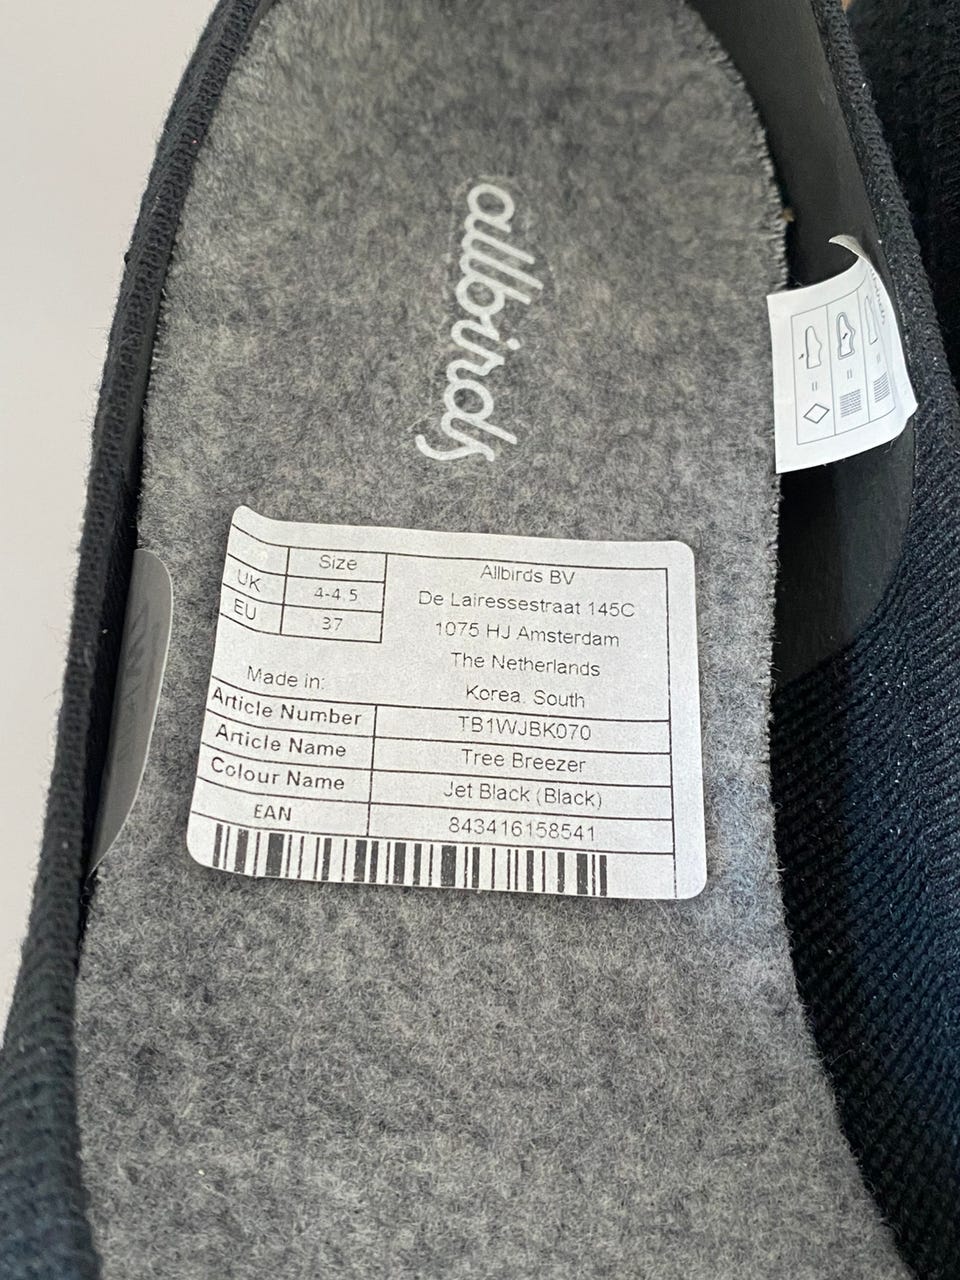 allbirds
Size
UK 4-4.5
EU 37
Allbirds BV
De Lairessestraat 145C
1075 HJ Amsterdam
The Netherlands
Made in: Korea. South
Article Number TB1WJBK070
Article Name Tree Breezer
Colour Name Jet Black (Black)
EAN 843416158541